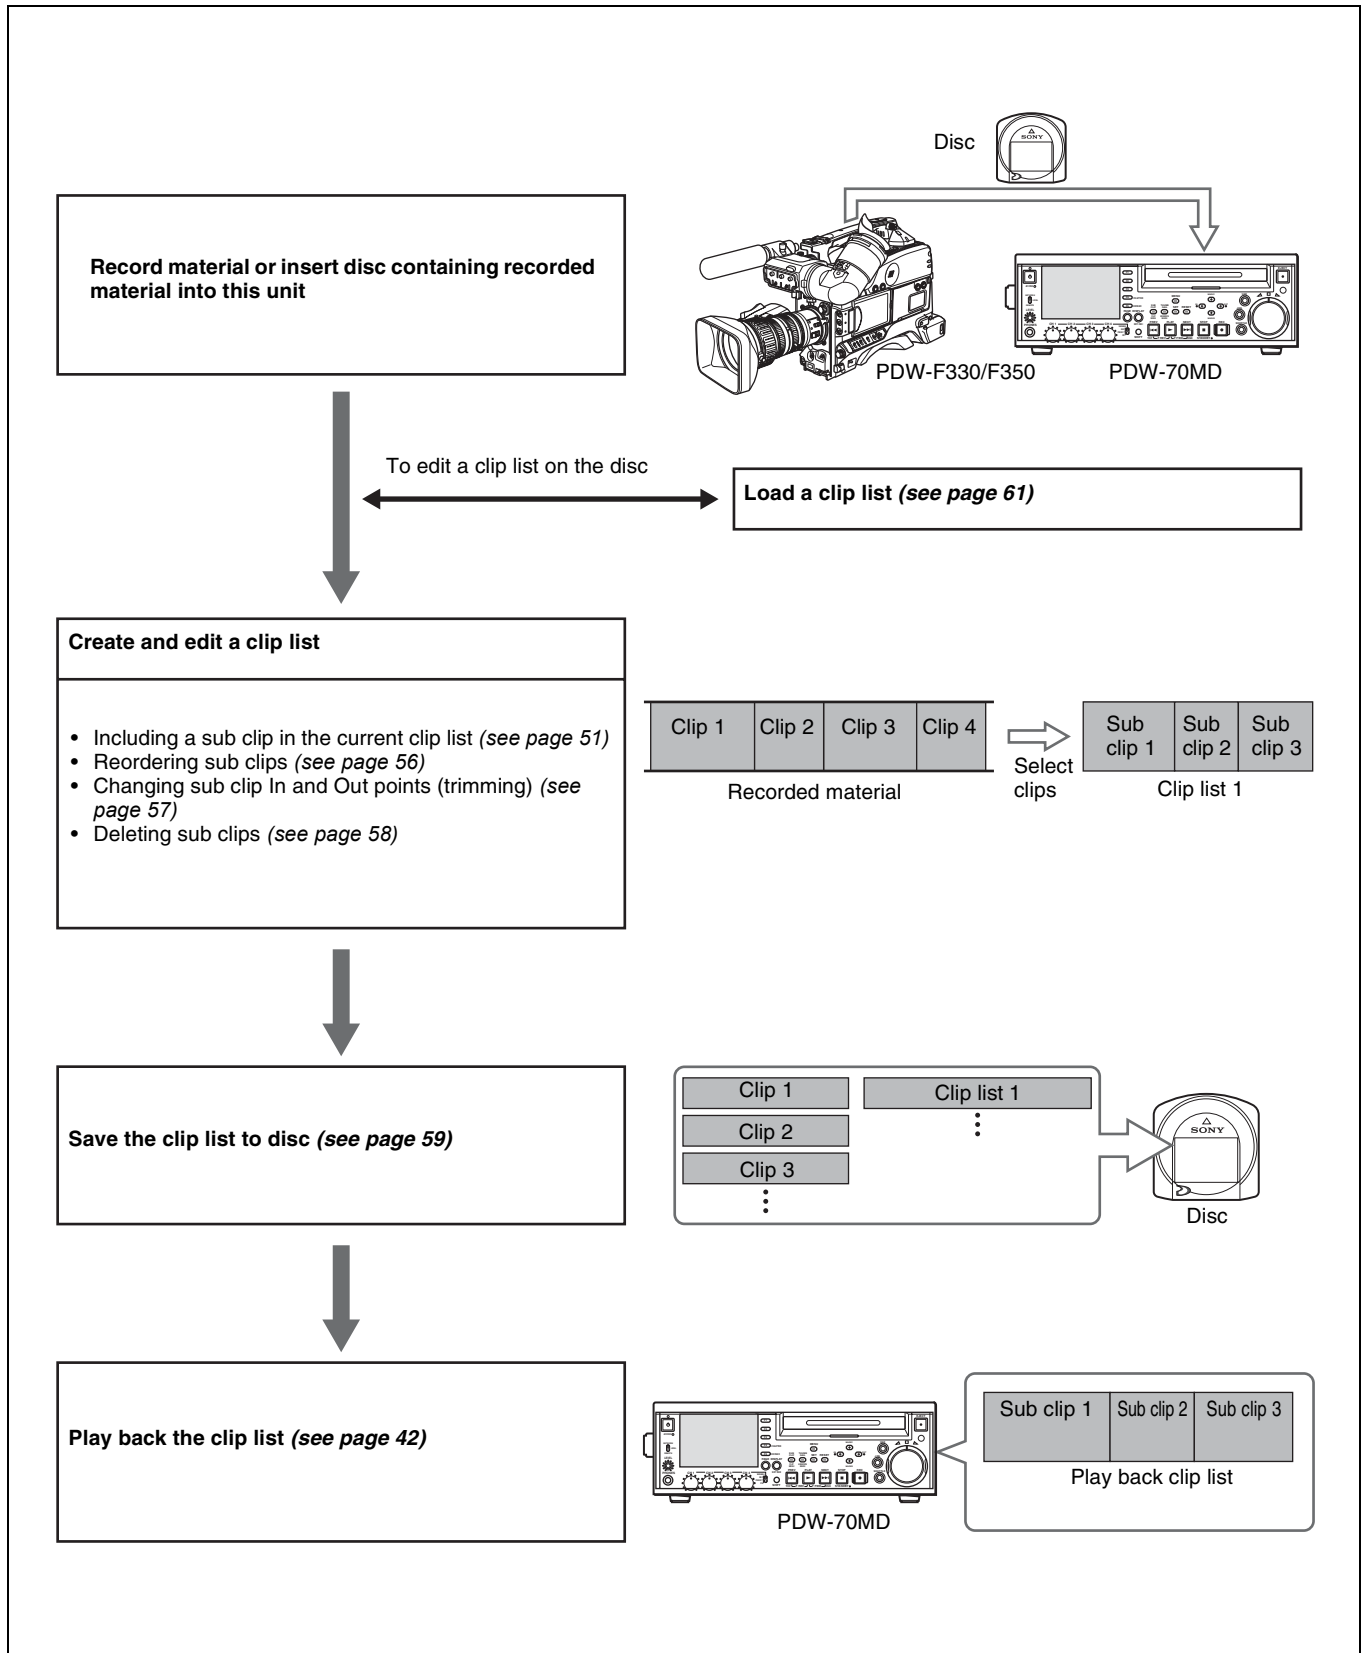 Disc
SONY
Record material or insert disc containing recorded
material into this unit
PDW-F330/F350
PDW-70MD
To edit a clip list on the disc
Load a clip list (see page 61)
Create and edit a clip list
• Including a sub clip in the current clip list (see page 51)
• Reordering sub clips (see page 56)
• Changing sub clip In and Out points (trimming) (see
page 57)
• Deleting sub clips (see page 58)
Clip 1
Clip 2
Clip 3
Clip 4
Recorded material
Select
clips
Sub
clip 1
Sub
clip 2
Sub
clip 3
Clip list 1
Save the clip list to disc (see page 59)
Clip 1
Clip 2
Clip 3
Clip list 1
SONY
Disc
Play back the clip list (see page 42)
PDW-70MD
Sub clip 1
Sub clip 2
Sub clip 3
Play back clip list